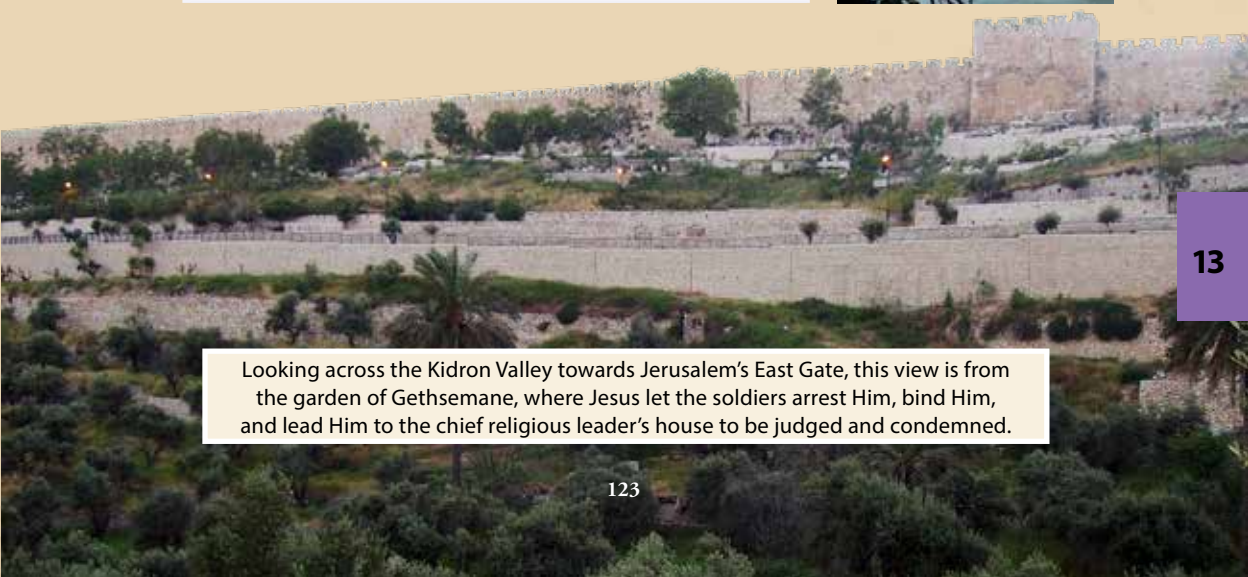 13
Looking across the Kidron Valley towards Jerusalem’s East Gate, this view is from
the garden of Gethsemane, where Jesus let the soldiers arrest Him, bind Him,
and lead Him to the chief religious leader’s house to be judged and condemned.
123